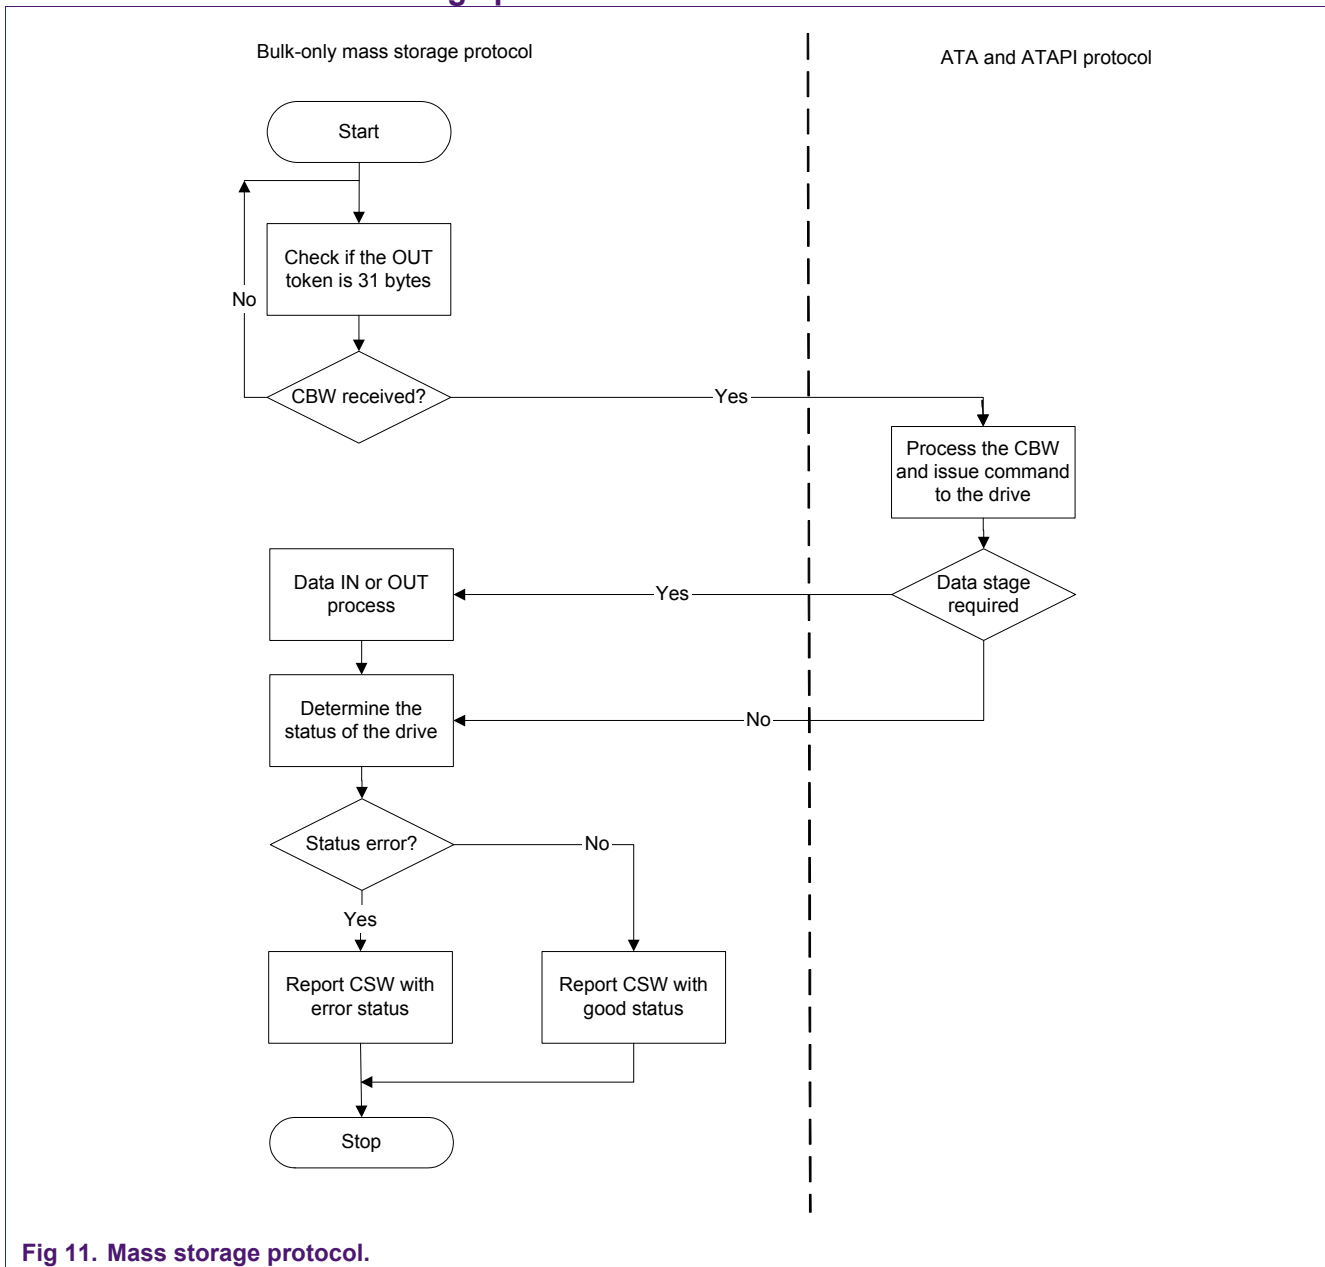 Bulk-only mass storage protocol
ATA and ATAPI protocol
Start
Check if the OUT
token is 31 bytes
No
CBW received?
Yes
Process the CBW
and issue command
to the drive
Data IN or OUT
process
Yes
Data stage
required
Determine the
status of the drive
No
Status error?
No
Yes
Report CSW with
error status
Report CSW with
good status
Stop
Fig 11. Mass storage protocol.